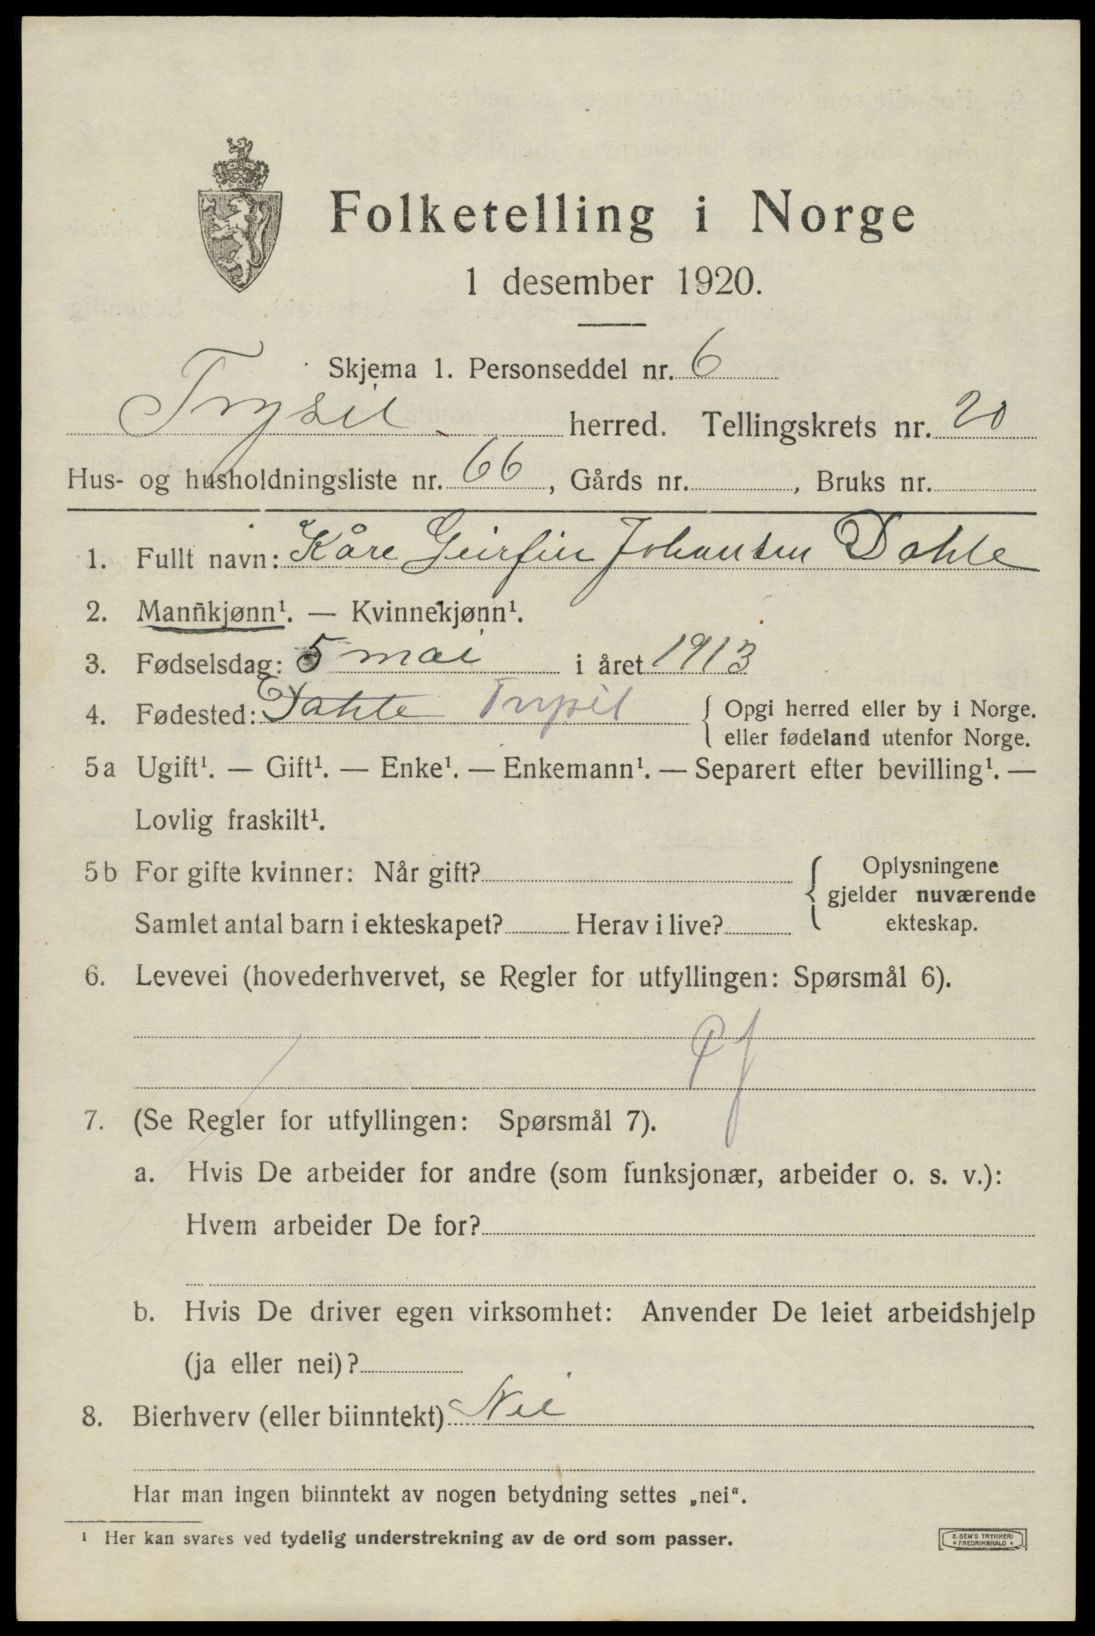 Folketelling i Norge
1 desember 1920.
Skjema 1. Personseddel nr. 6
Trysil herred. Tellingskrets nr. 20
Hus- og husholdningsliste nr. 66, Gårds nr. , Bruks nr.
1. Fullt navn: Kåre Geirfin Johansen Dahle
2. Mannkjønn¹. — Kvinnekjønn¹.
3. Fødselsdag: 5 mai i året 1913
4. Fødested: Dahle Trysil { Opgi herred eller by i Norge.
eller fødeland utenfor Norge.
5a Ugift¹. — Gift¹. — Enke¹. — Enkemann¹. — Separert efter bevilling¹. —
Lovlig fraskilt¹.
5b For gifte kvinner: Når gift? { Oplysningene
gjelder nuværende
Samlet antal barn i ekteskapet? Herav i live? ekteskap.
6. Levevei (hovederhvervet, se Regler for utfyllingen: Spørsmål 6).
7. (Se Regler for utfyllingen: Spørsmål 7).
a. Hvis De arbeider for andre (som funksjonær, arbeider o. s. v.):
Hvem arbeider De for?
b. Hvis De driver egen virksomhet: Anvender De leiet arbeidshjelp
(ja eller nei)?
8. Bierhverv (eller biinntekt) Nei
Har man ingen biinntekt av nogen betydning settes „nei“.
¹ Her kan svares ved tydelig understrekning av de ord som passer.
E. SEM'S TRYKKERI
FREDRIKSHALD